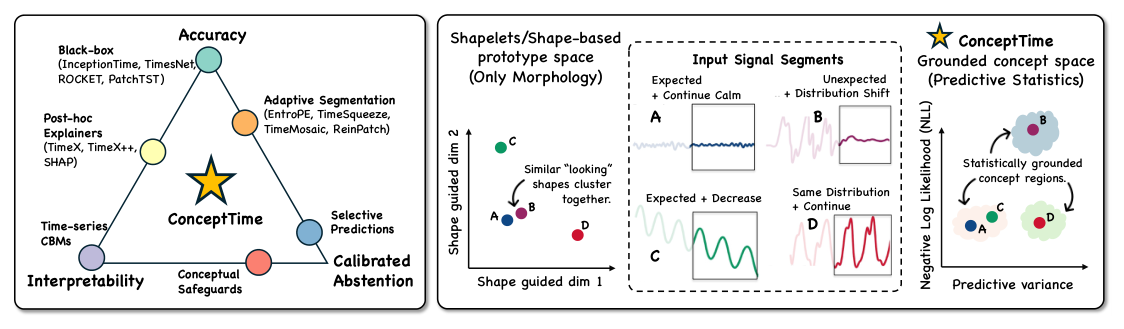 Accuracy
Black-box
(InceptionTime, TimesNet,
ROCKET, PatchTST)
Adaptive Segmentation
(EntroPE, TimeSqueeze,
TimeMosaic, ReinPatch)
Post-hoc
Explainers
(TimeX, TimeX++,
SHAP)
ConceptTime
Time-series
CBMs
Selective
Predictions
Interpretability
Conceptual
Safeguards
Calibrated
Abstention
Shapelets/Shape-based
prototype space
(Only Morphology)
Shape guided dim 2
C
Similar "looking"
shapes cluster
together.
A
B
D
Shape guided dim 1
Input Signal Segments
Expected
+ Continue Calm
A
Unexpected
+ Distribution Shift
B
Expected + Decrease
C
Same Distribution
+ Continue
D
ConceptTime
Grounded concept space
(Predictive Statistics)
Negative Log Likelihood (NLL)
B
Statistically grounded
concept regions.
C
A
D
Predictive variance